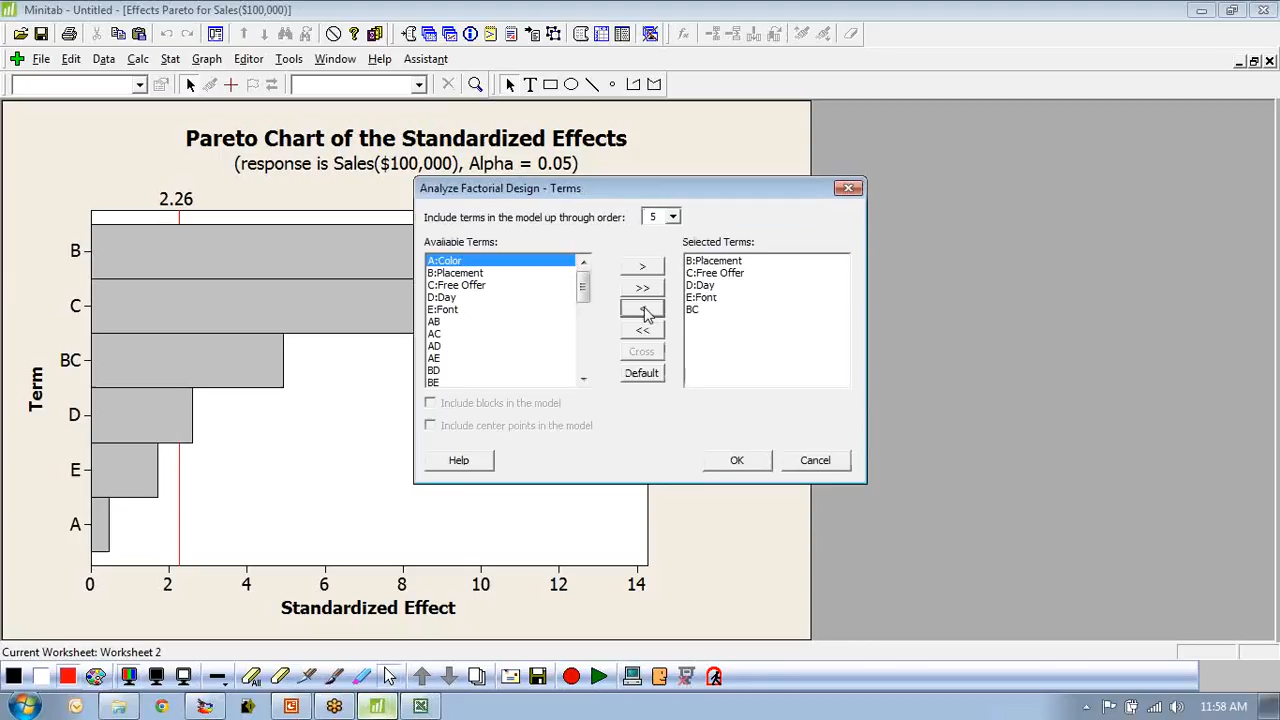 Minitab - Untitled - [Effects Pareto for Sales($100,000)]
File Edit Data Calc Stat Graph Editor Tools Window Help Assistant
Pareto Chart of the Standardized Effects
(response is Sales($100,000), Alpha = 0.05)
2.26
B
C
BC
D
E
A
Term
0 2 4 6 8 10 12 14
Standardized Effect
Analyze Factorial Design - Terms
Include terms in the model up through order: 5
Available Terms:
A:Color
B:Placement
C:Free Offer
D:Day
E:Font
AB
AC
AD
AE
BD
BE
>
>>
<<
Cross
Default
Selected Terms:
B:Placement
C:Free Offer
D:Day
E:Font
BC
Include blocks in the model
Include center points in the model
Help OK Cancel
Current Worksheet: Worksheet 2
11:58 AM